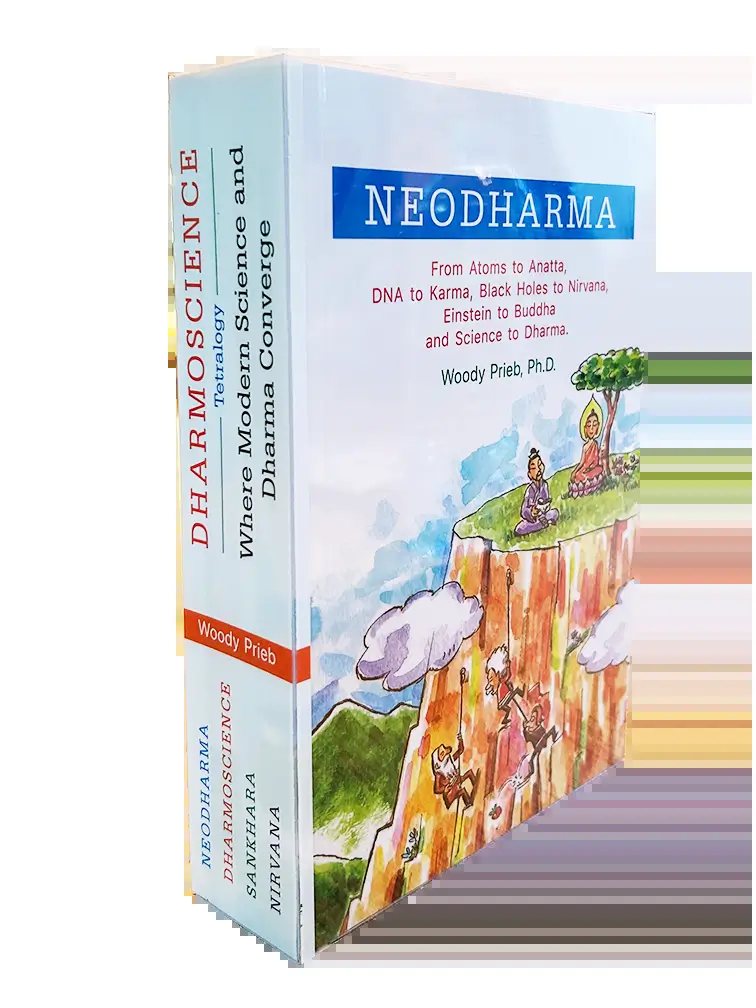 NEODHARMA
From Atoms to Anatta,
DNA to Karma, Black Holes to Nirvana,
Einstein to Buddha
and Science to Dharma.
Woody Prieb, Ph.D.
DHARMOSCIENCE
Tetralogy
Where Modern Science and
Dharma Converge
Woody Prieb
NEODHARMA
DHARMOSCIENCE
SANKHARA
NIRVANA